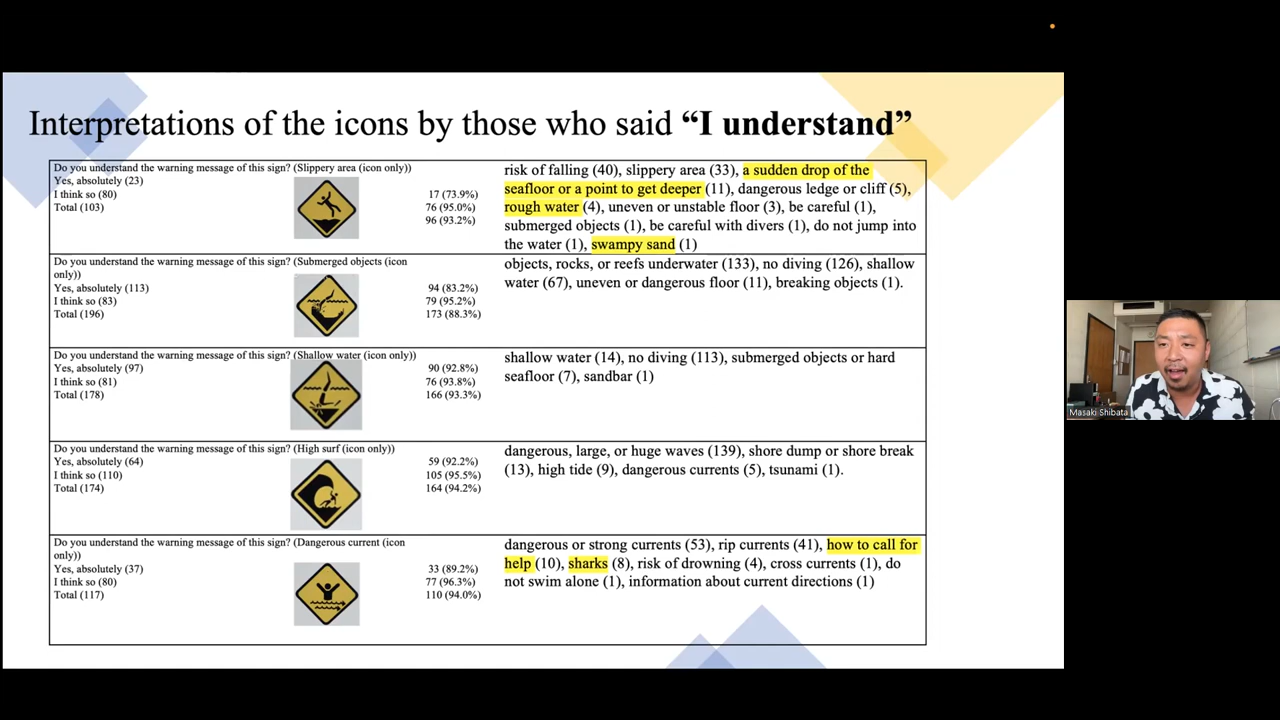 Interpretations of the icons by those who said “I understand”
Do you understand the warning message of this sign? (Slippery area (icon only))
Yes, absolutely (23)
I think so (80)
Total (103)
17 (73.9%)
76 (95.0%)
96 (93.2%)
risk of falling (40), slippery area (33), a sudden drop of the
seafloor or a point to get deeper (11), dangerous ledge or cliff (5),
rough water (4), uneven or unstable floor (3), be careful (1),
submerged objects (1), be careful with divers (1), do not jump into
the water (1), swampy sand (1)
Do you understand the warning message of this sign? (Submerged objects (icon
only))
Yes, absolutely (113)
I think so (83)
Total (196)
94 (83.2%)
79 (95.2%)
173 (88.3%)
objects, rocks, or reefs underwater (133), no diving (126), shallow
water (67), uneven or dangerous floor (11), breaking objects (1).
Do you understand the warning message of this sign? (Shallow water (icon only))
Yes, absolutely (97)
I think so (81)
Total (178)
90 (92.8%)
76 (93.8%)
166 (93.3%)
shallow water (14), no diving (113), submerged objects or hard
seafloor (7), sandbar (1)
Do you understand the warning message of this sign? (High surf (icon only))
Yes, absolutely (64)
I think so (110)
Total (174)
59 (92.2%)
105 (95.5%)
164 (94.2%)
dangerous, large, or huge waves (139), shore dump or shore break
(13), high tide (9), dangerous currents (5), tsunami (1).
Do you understand the warning message of this sign? (Dangerous current (icon
only))
Yes, absolutely (37)
I think so (80)
Total (117)
33 (89.2%)
77 (96.3%)
110 (94.0%)
dangerous or strong currents (53), rip currents (41), how to call for
help (10), sharks (8), risk of drowning (4), cross currents (1), do
not swim alone (1), information about current directions (1)
Masaki Shibata